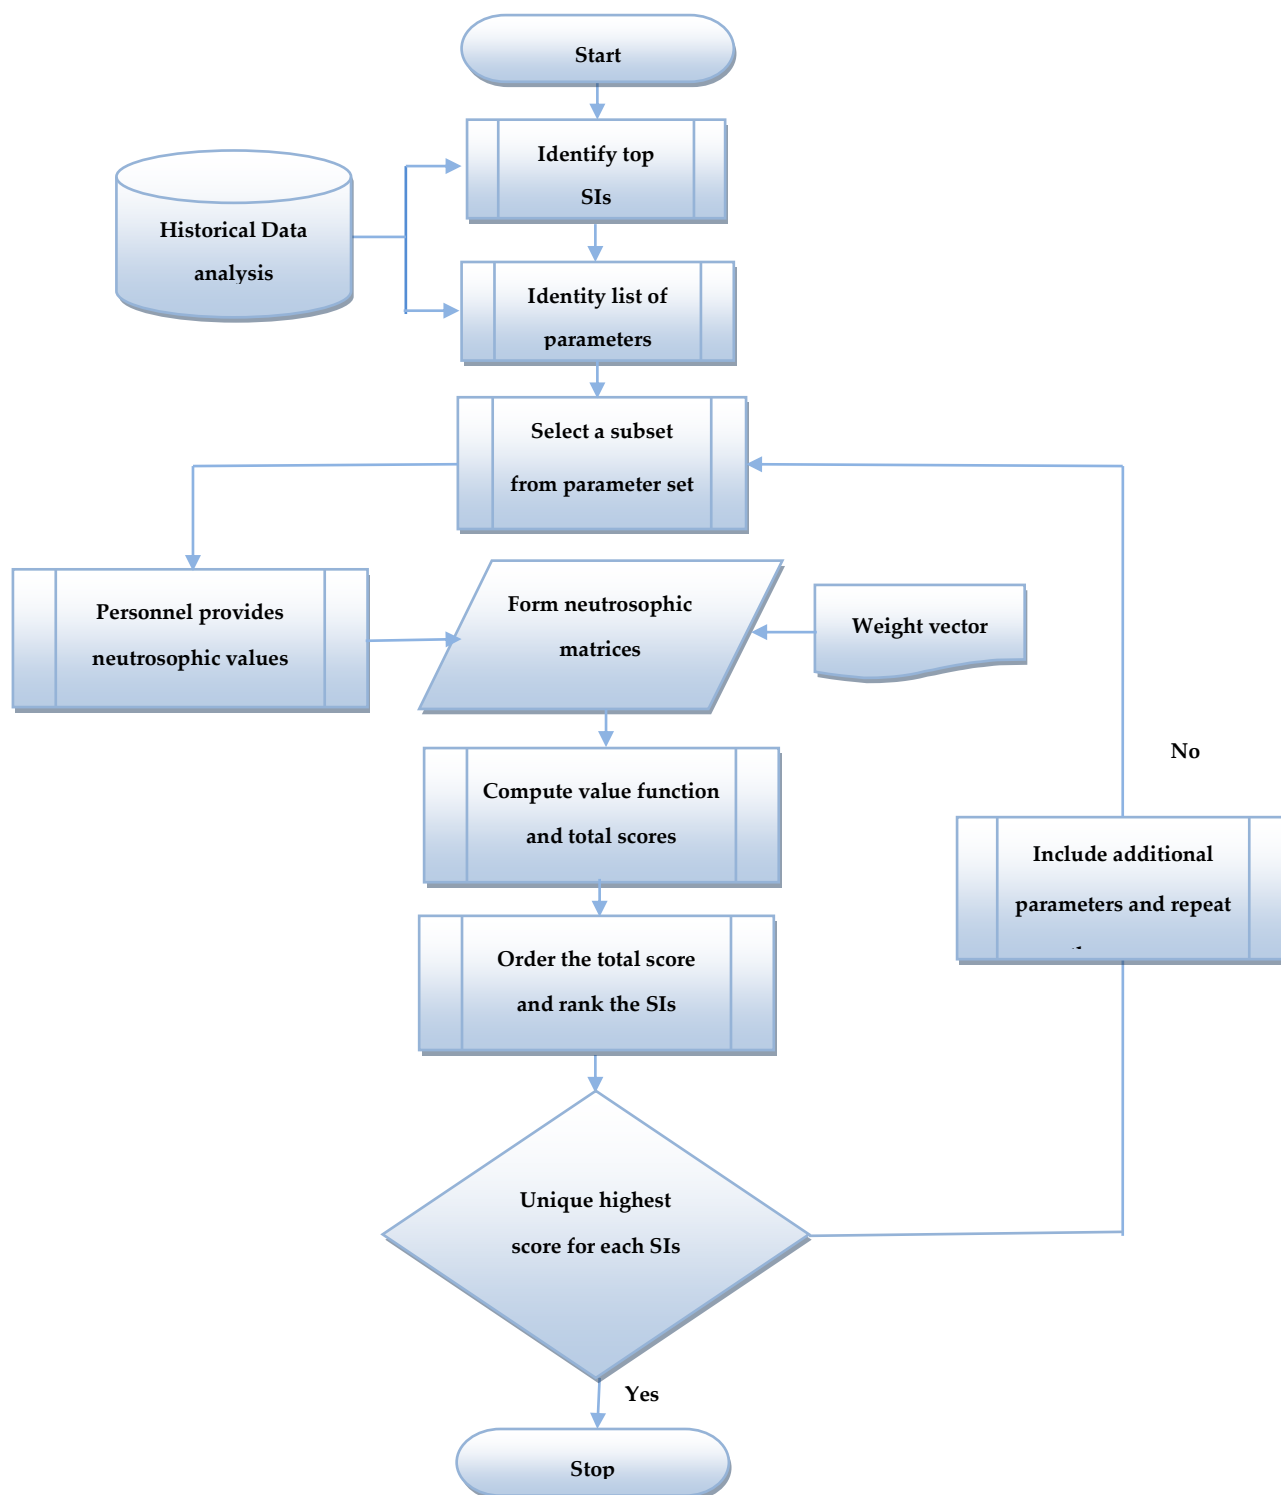 Start
Identify top
SIs
Historical Data
analysis
Identity list of
parameters
Select a subset
from parameter set
Personnel provides
neutrosophic values
Form neutrosophic
matrices
Weight vector
Compute value function
and total scores
No
Include additional
parameters and repeat
Order the total score
and rank the SIs
Unique highest
score for each SIs
Yes
Stop